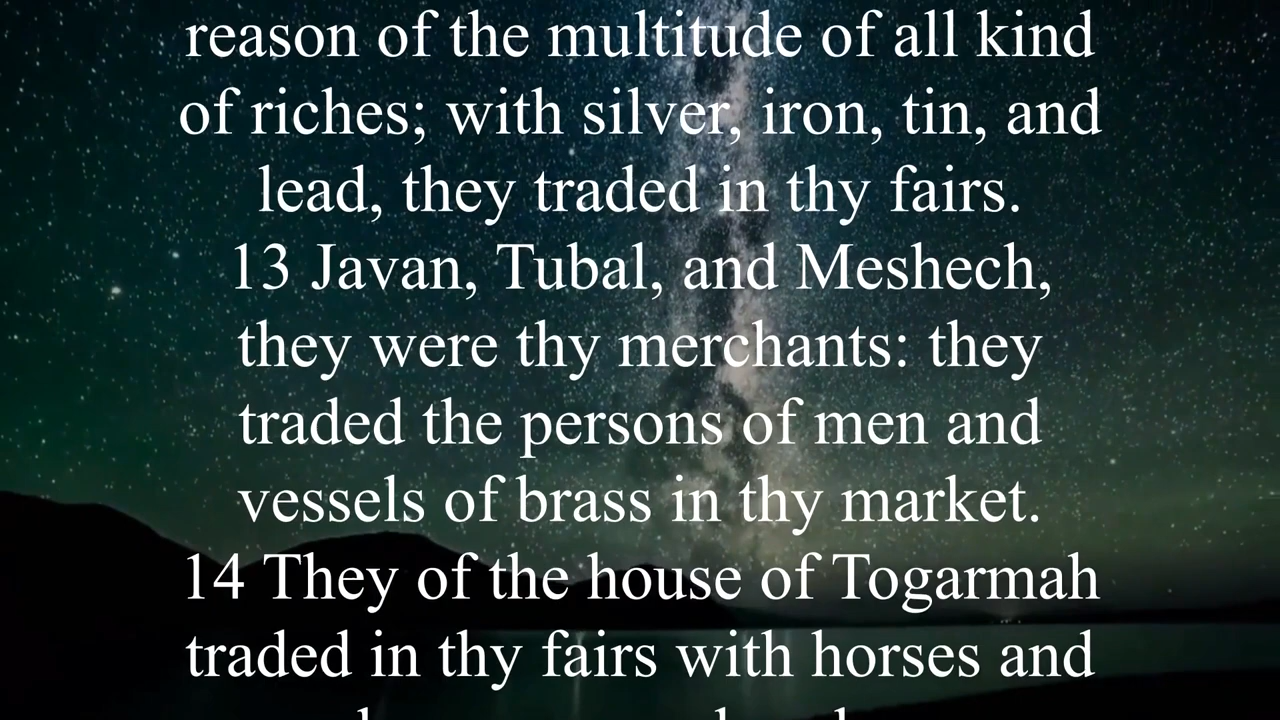 reason of the multitude of all kind
of riches; with silver, iron, tin, and
lead, they traded in thy fairs.
13 Javan, Tubal, and Meshech,
they were thy merchants: they
traded the persons of men and
vessels of brass in thy market.
14 They of the house of Togarmah
traded in thy fairs with horses and